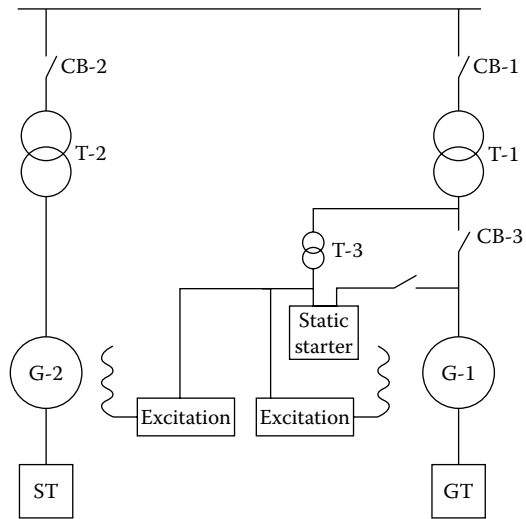 CB-2
CB-1
T-2
T-1
CB-3
T-3
Static
starter
G-2
G-1
Excitation
Excitation
ST
GT